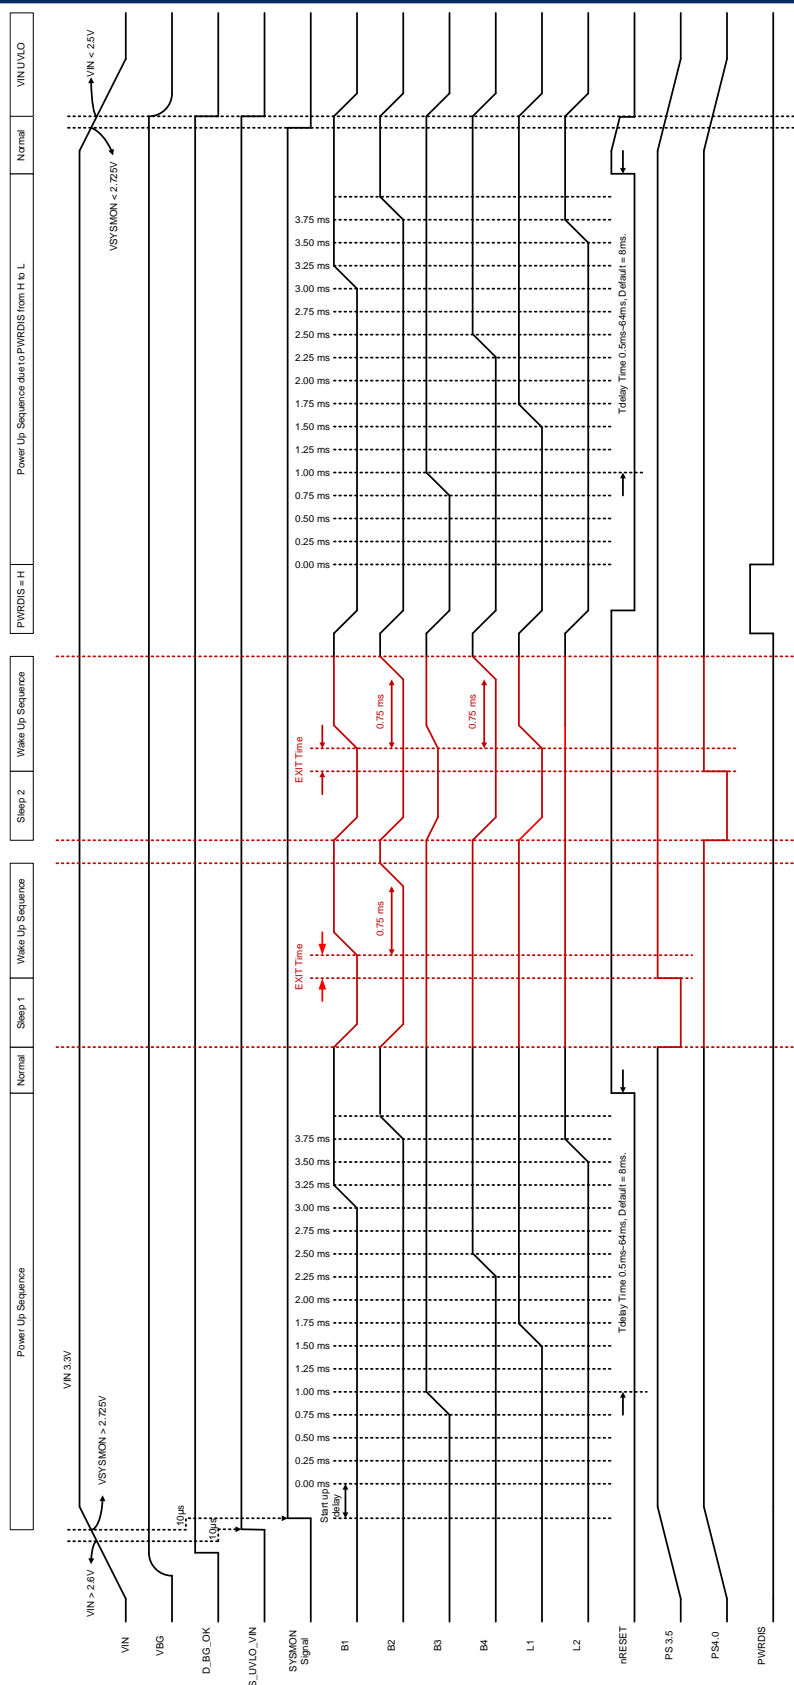 VIN UVLO
Normal
Power Up Sequence due to PWRDIS from H to L
PWRDIS = H
Wake Up Sequence
Sleep 2
Wake Up Sequence
Sleep 1
Normal
Power Up Sequence
VIN < 2.5V
VSYSMON < 2.725V
VIN 3.3V
VSYSMON > 2.725V
VIN > 2.6V
10µs
10µs
3.75 ms
3.50 ms
3.25 ms
3.00 ms
2.75 ms
2.50 ms
2.25 ms
2.00 ms
1.75 ms
1.50 ms
1.25 ms
1.00 ms
0.75 ms
0.50 ms
0.25 ms
0.00 ms
Tdelay Time 0.5ms~64ms, Default = 8ms.
EXIT Time
0.75 ms
0.75 ms
EXIT Time
0.75 ms
3.75 ms
3.50 ms
3.25 ms
3.00 ms
2.75 ms
2.50 ms
2.25 ms
2.00 ms
1.75 ms
1.50 ms
1.25 ms
1.00 ms
0.75 ms
0.50 ms
0.25 ms
0.00 ms
Tdelay Time 0.5ms~64ms, Default = 8ms.
Start up
delay
VIN
VBG
D_BG_OK
S_UVLO_VIN
SYSMON
Signal
B1
B2
B3
B4
L1
L2
nRESET
PS 3.5
PS4.0
PWRDIS